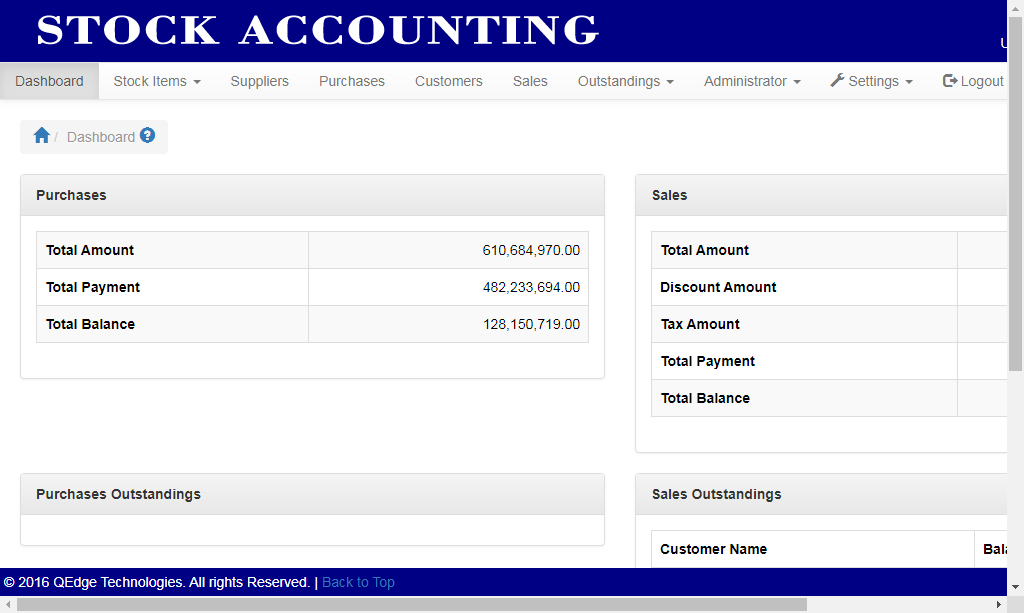 STOCK ACCOUNTING
Dashboard Stock Items Suppliers Purchases Customers Sales Outstandings Administrator Settings Logout
/ Dashboard ?
Purchases
Total Amount 610,684,970.00
Total Payment 482,233,694.00
Total Balance 128,150,719.00
Sales
Total Amount
Discount Amount
Tax Amount
Total Payment
Total Balance
Purchases Outstandings
Sales Outstandings
Customer Name
© 2016 QEdge Technologies. All rights Reserved. | Back to Top